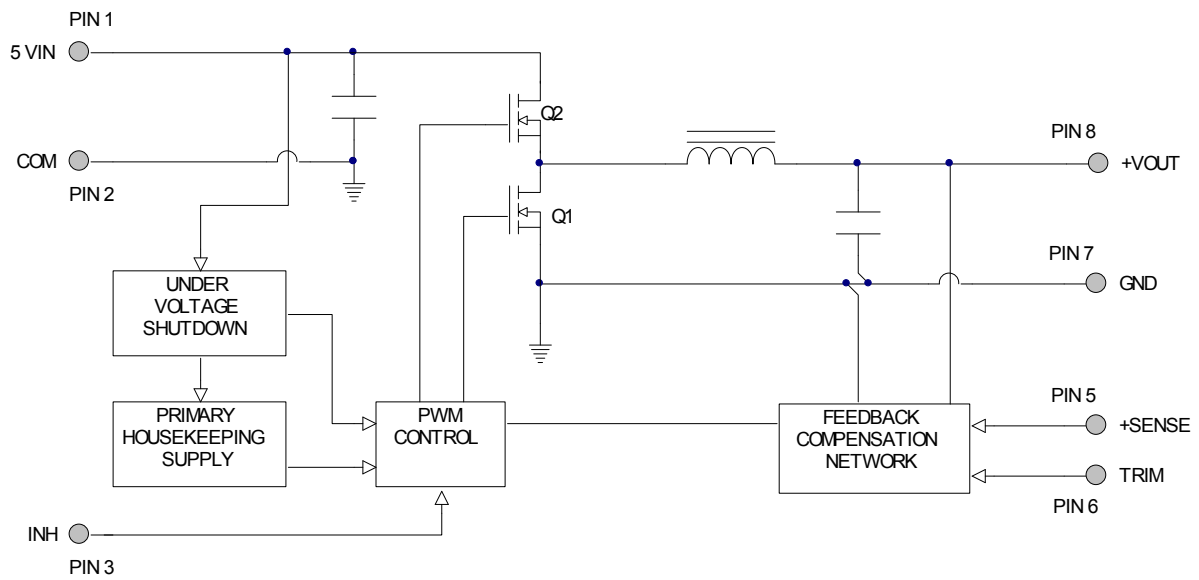 PIN 1
5 VIN
Q2
PIN 8
COM
+VOUT
PIN 2
Q1
PIN 7
UNDER
VOLTAGE
SHUTDOWN
GND
PIN 5
PRIMARY
HOUSEKEEPING
SUPPLY
PWM
CONTROL
FEEDBACK
COMPENSATION
NETWORK
+SENSE
TRIM
PIN 6
INH
PIN 3